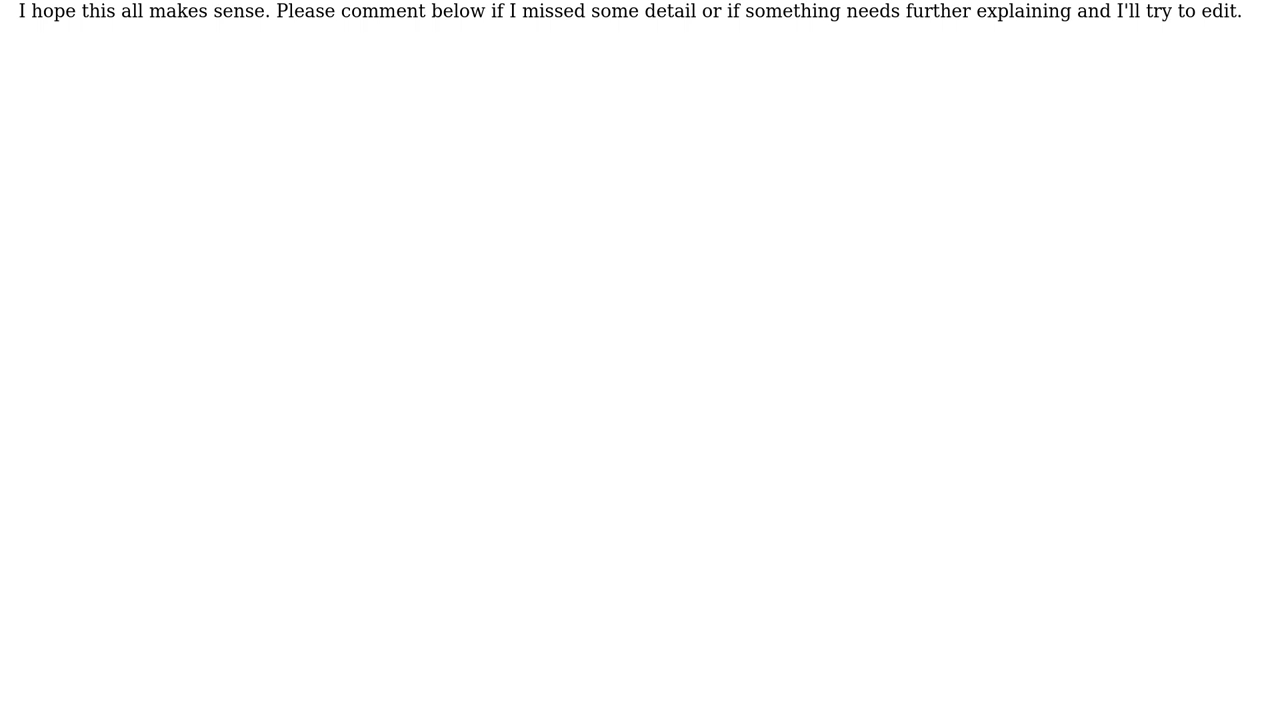 I hope this all makes sense. Please comment below if I missed some detail or if something needs further explaining and I'll try to edit.